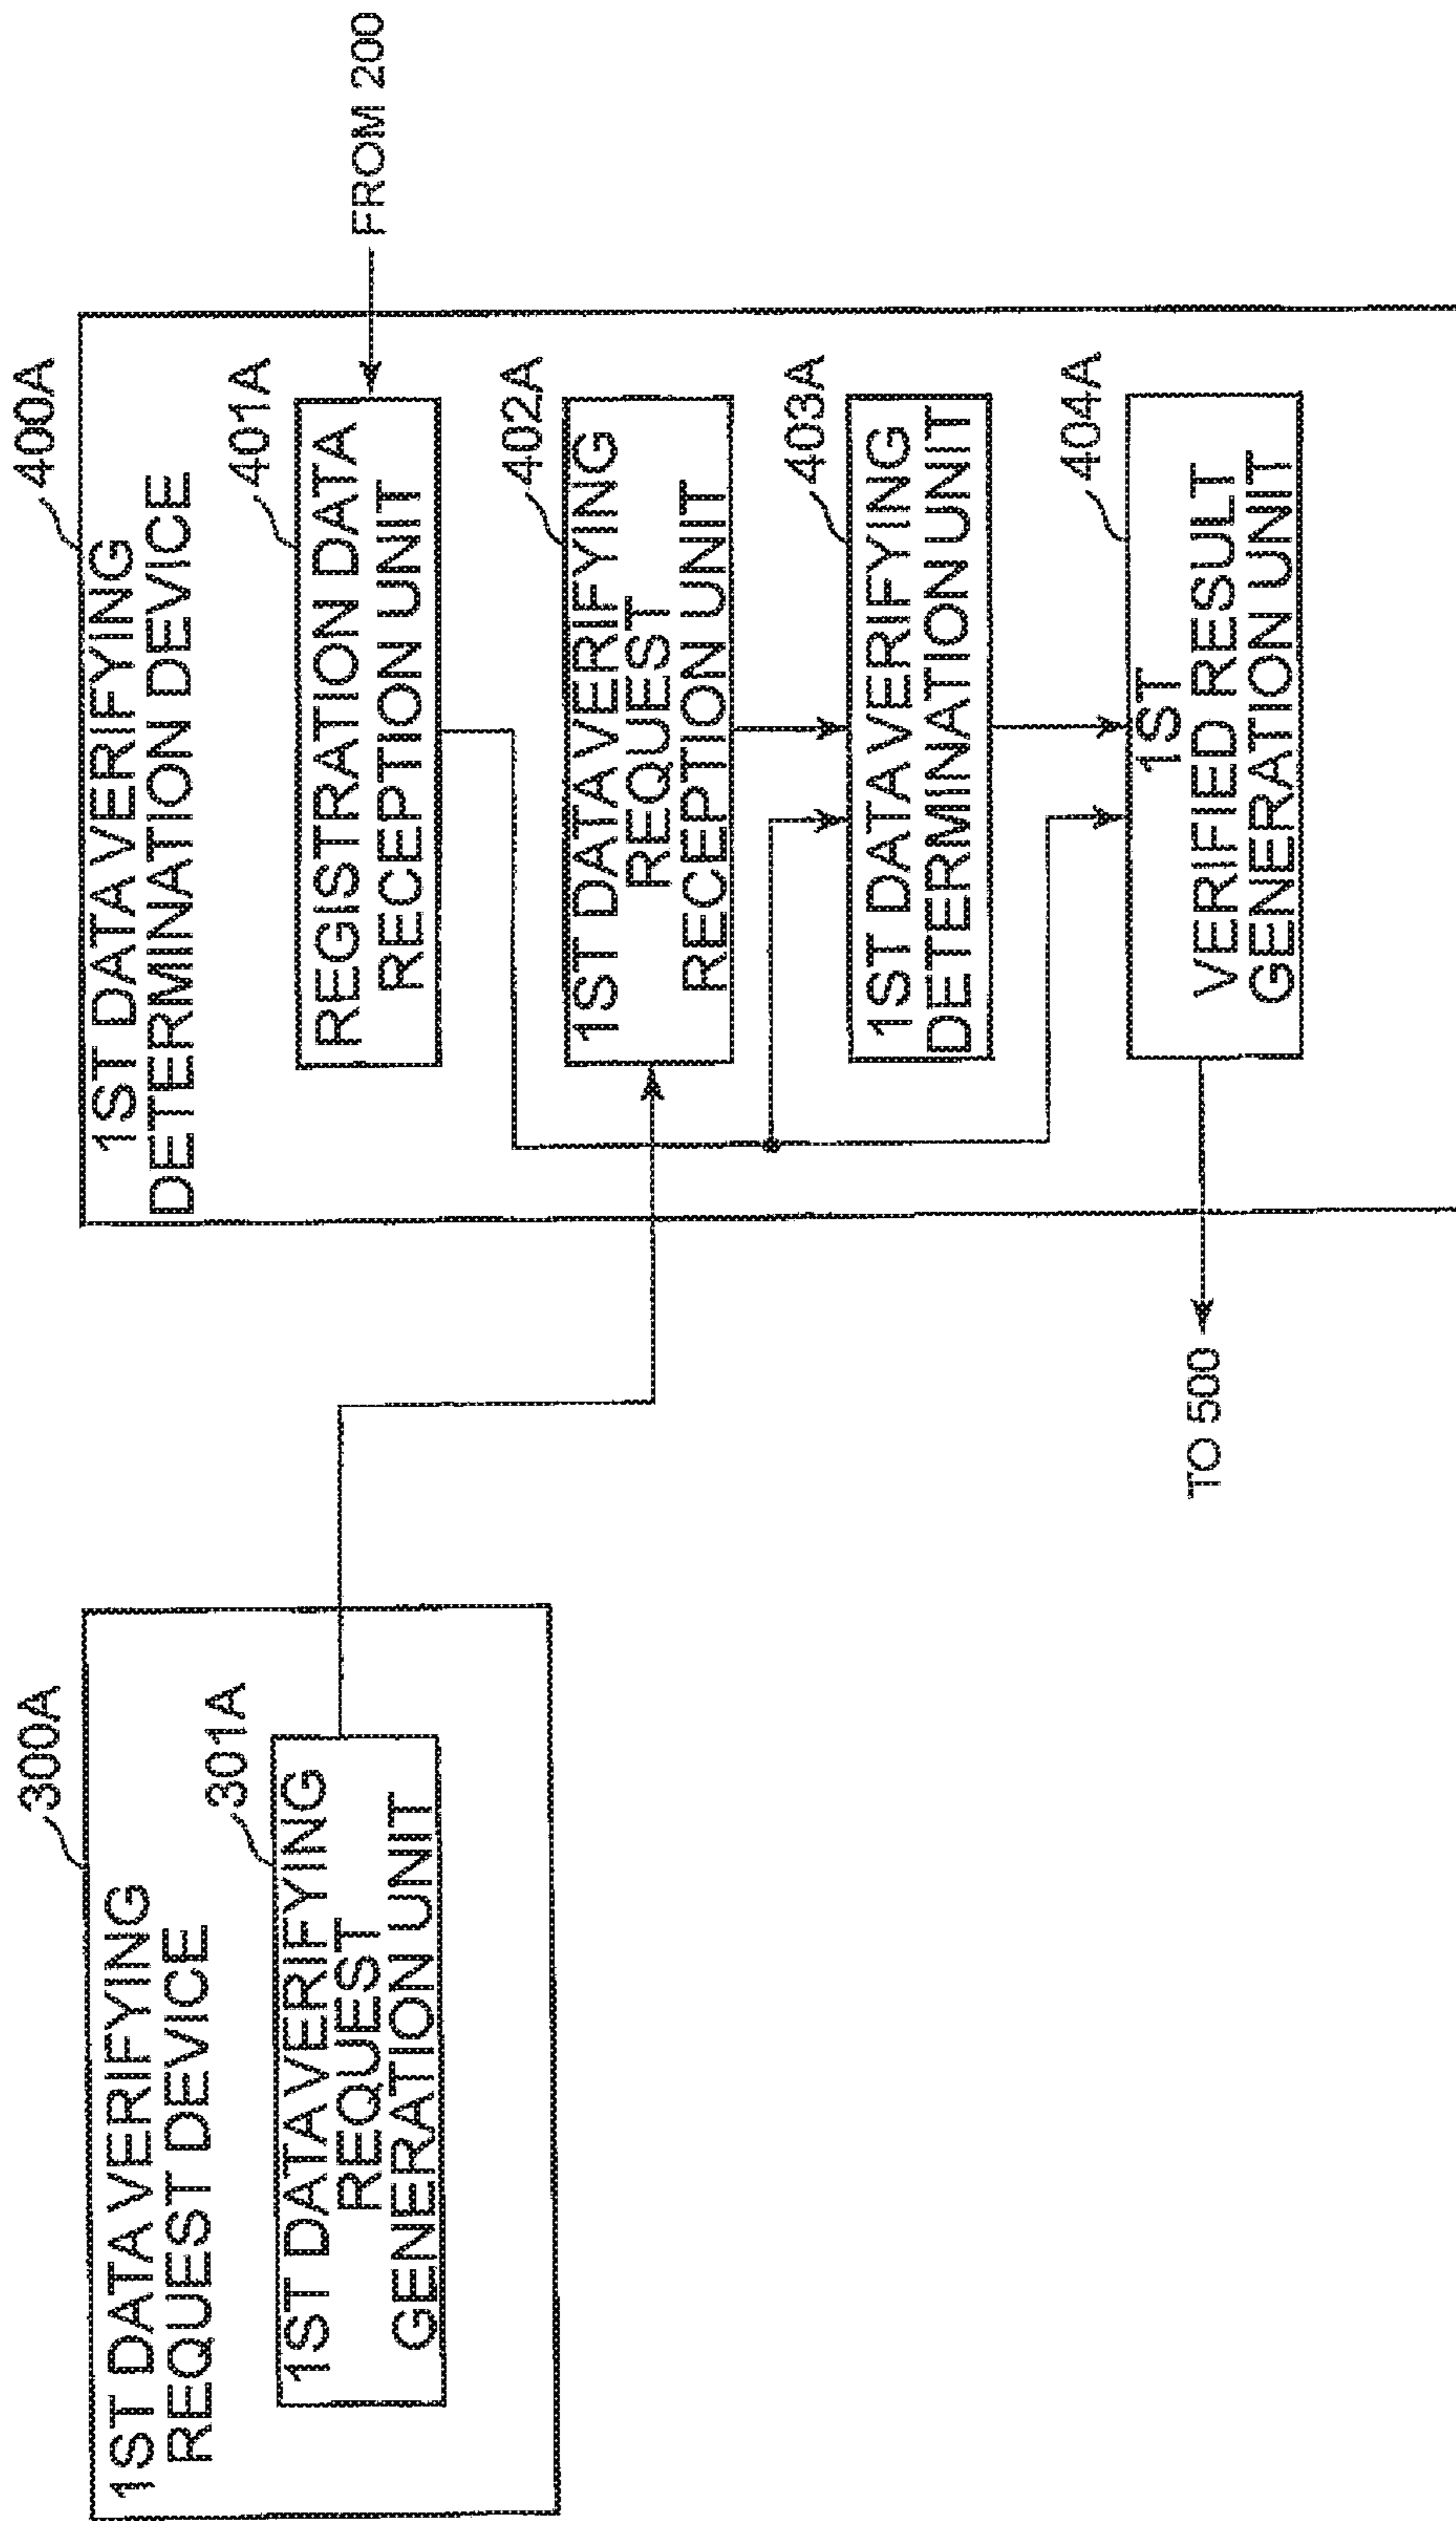 300A
1ST DATA VERIFYING
REQUEST DEVICE
301A
1ST DATA VERIFYING
REQUEST
GENERATION UNIT
400A
1ST DATA VERIFYING
DETERMINATION DEVICE
401A
REGISTRATION DATA
RECEPTION UNIT
FROM 200
402A
1ST DATA VERIFYING
REQUEST
RECEPTION UNIT
403A
1ST DATA VERIFYING
DETERMINATION UNIT
404A
1ST
VERIFIED RESULT
GENERATION UNIT
TO 500